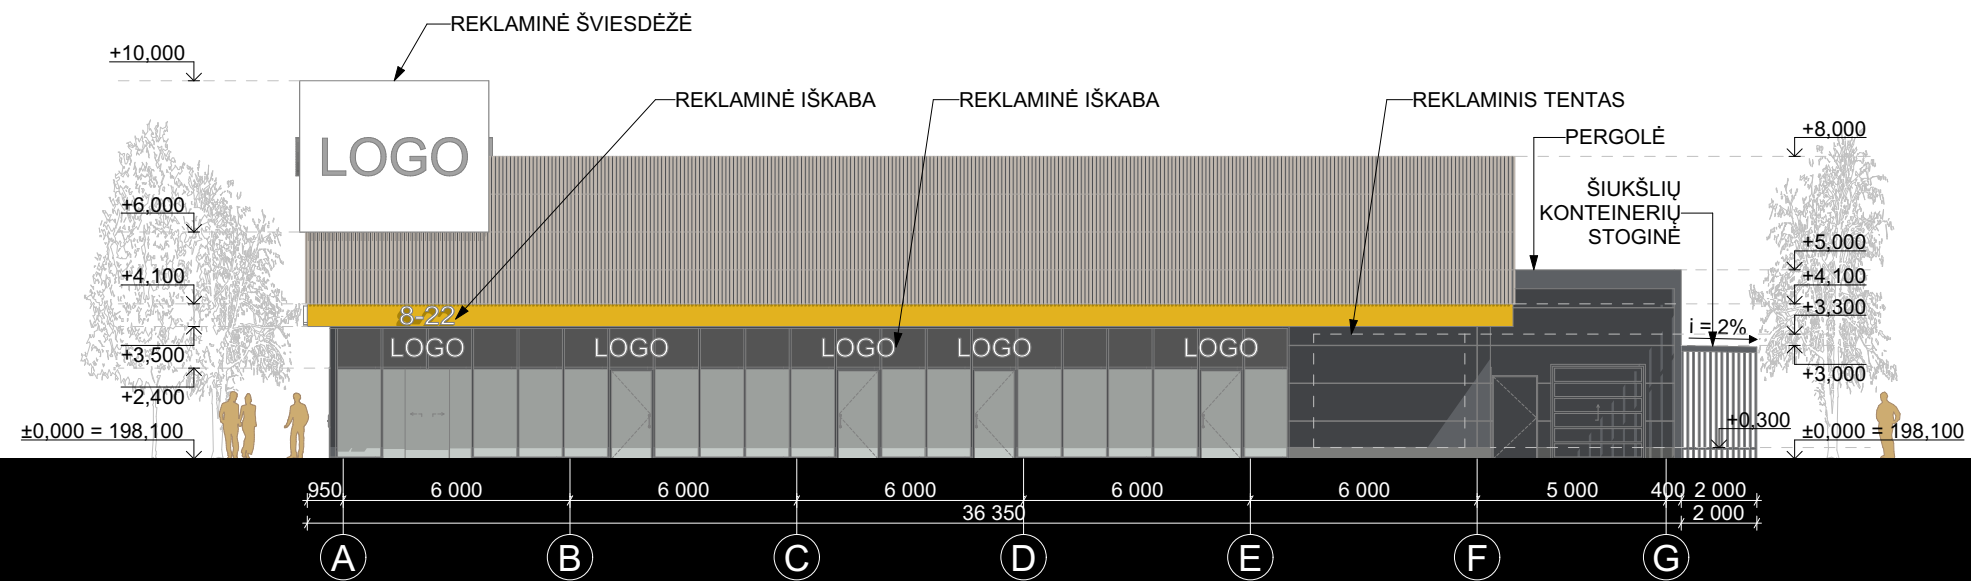 REKLAMINĖ ŠVIESDĖŽĖ
+10,000
REKLAMINĖ IŠKABA
REKLAMINĖ IŠKABA
REKLAMINIS TENTAS
PERGOLĖ
+8,000
LOGO
ŠIUKŠLIŲ
KONTEINERIŲ
STOGINĖ
+6,000
+5,000
+4,100
+4,100
8-22
+3,300
i = 2%
LOGO
LOGO
LOGO
LOGO
LOGO
+3,500
+3,000
+2,400
+0,300
±0,000 = 198,100
±0,000 = 198,100
950
6 000
6 000
6 000
6 000
6 000
5 000
400
2 000
36 350
2 000
A
B
C
D
E
F
G